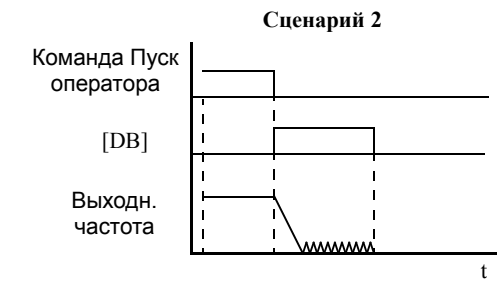 Сценарий 2
Команда Пуск
оператора
[DB]
Выходн.
частота
t